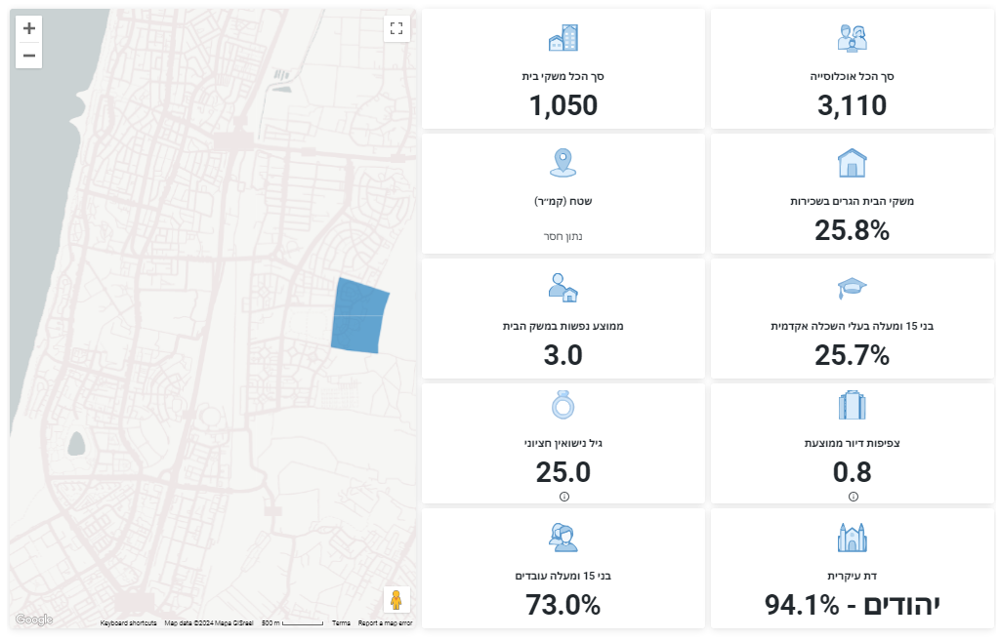 סך הכל אוכלוסייה
3,110
סך הכל משקי בית
1,050
משקי הבית הגרים בשכירות
25.8%
שטח (קמ״ר)
נתון חסר
בני 15 ומעלה בעלי השכלה אקדמית
25.7%
ממוצע נפשות במשק הבית
3.0
צפיפות דיור ממוצעת
0.8
גיל נישואין חציוני
25.0
דת עיקרית
יהודים - 94.1%
בני 15 ומעלה עובדים
73.0%
Google
Keyboard shortcuts
Map data ©2024 Mapa GISrael
500 m
Terms
Report a map error